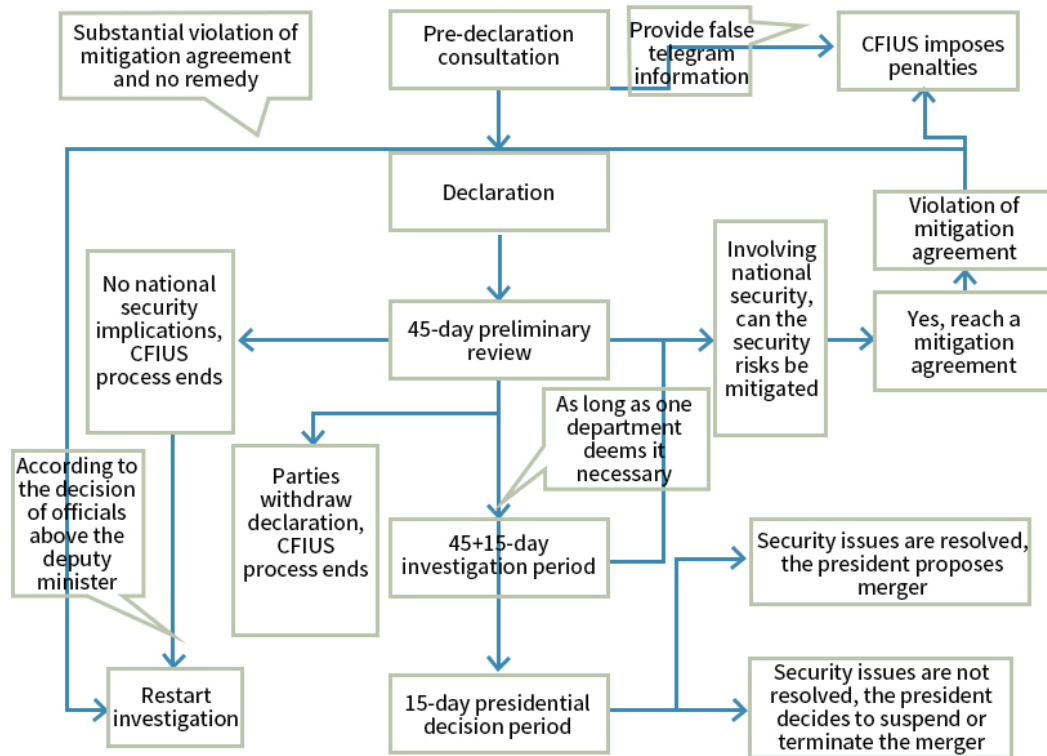 Substantial violation of
mitigation agreement
and no remedy
Pre-declaration
consultation
Provide false
telegram
information
CFIUS imposes
penalties
Declaration
Violation of
mitigation
agreement
No national
security
implications,
CFIUS
process ends
45-day preliminary
review
Involving
national
security,
can the
security
risks be
mitigated
Yes, reach a
mitigation
agreement
As long as one
department
deems it
necessary
According to
the decision
of officials
above the
deputy
minister
Parties
withdraw
declaration,
CFIUS
process ends
45+15-day
investigation period
Security issues are resolved,
the president proposes
merger
Restart
investigation
15-day presidential
decision period
Security issues are not
resolved, the president
decides to suspend or
terminate the merger